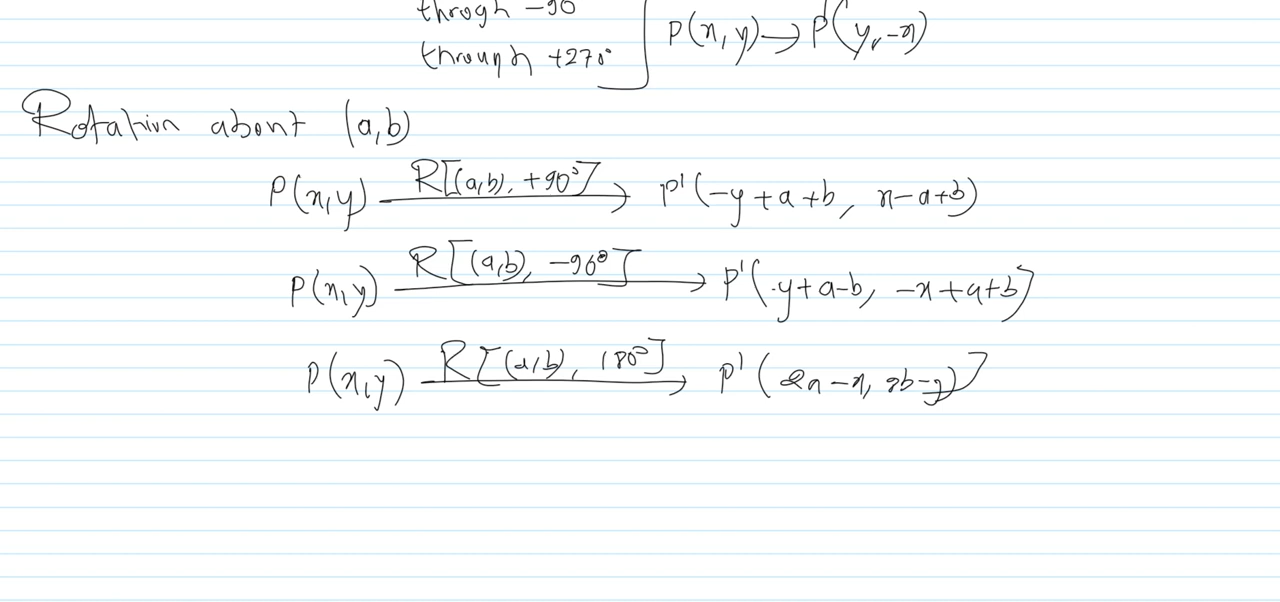 throgh -90
through +270°
P(x,y) → P'(y, -x)
Rotation about (a,b)
P(x,y) R[(a,b), +90°] → P'(-y+a+b, x-a+b)
P(x,y) R[(a,b), -90°] → P'(y+a-b, -x+a+b)
P(x,y) R[(a,b), 180°] → P'(2a-x, 2b-y)